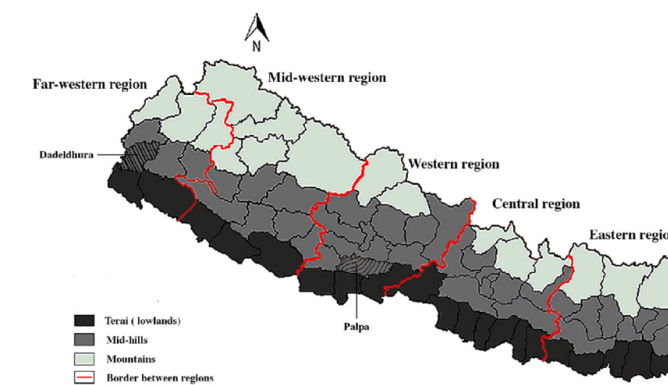 N
Far-western region
Mid-western region
Dadeldhura
Western region
Central region
Eastern regio
Palpa
Terai ( lowlands)
Mid-hills
Mountains
Border between regions